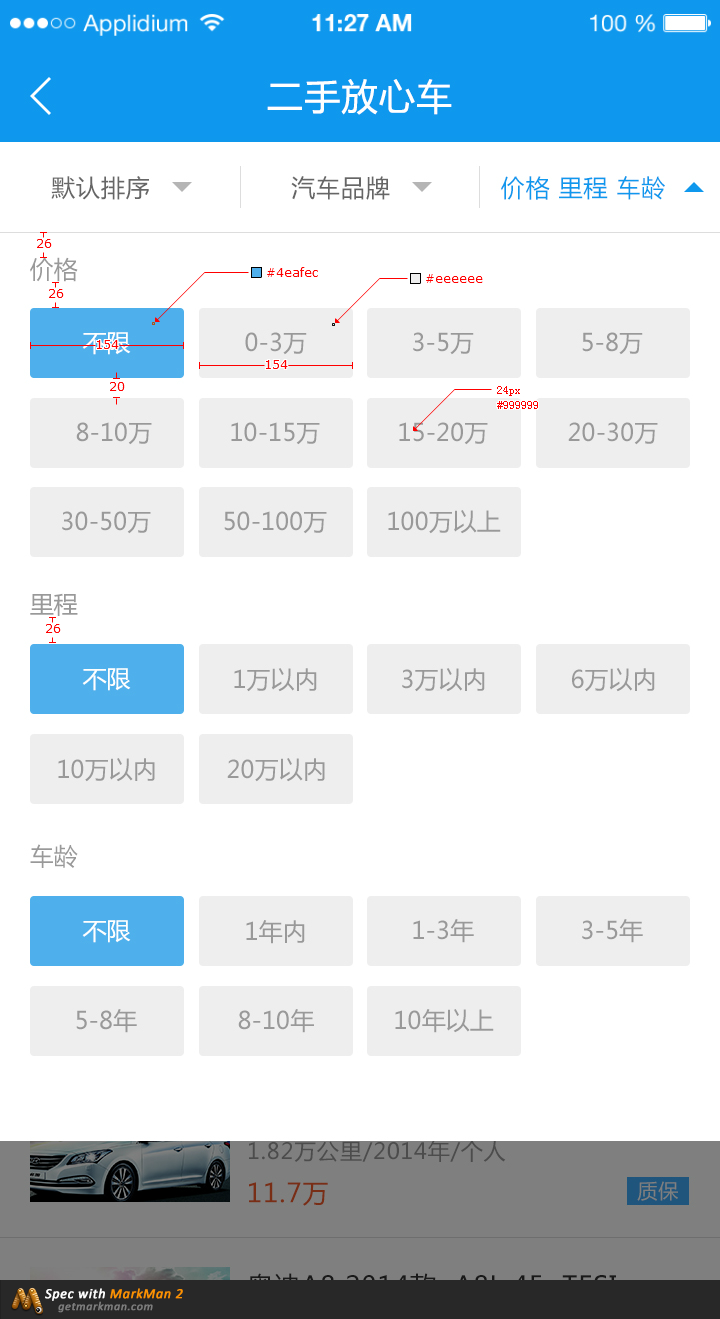 Applidium 11:27 AM 100 %
二手放心车
默认排序 汽车品牌 价格 里程 车龄
26
价格
#4eafec #eeeeee
26
不限 0-3万 3-5万 5-8万
154 154
20
24px
#999999
8-10万 10-15万 15-20万 20-30万
30-50万 50-100万 100万以上
里程
26
不限 1万以内 3万以内 6万以内
10万以内 20万以内
车龄
不限 1年内 1-3年 3-5年
5-8年 8-10年 10年以上
1.82万公里/2014年/个人
11.7万 质保
Spec with MarkMan 2
getmarkman.com